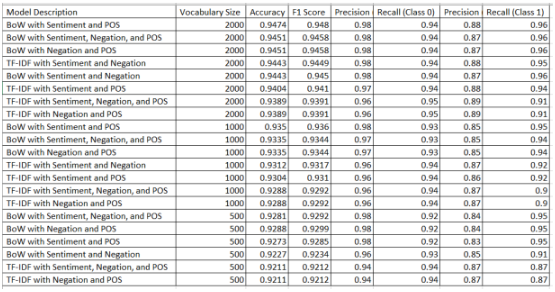 Model Description Vocabulary Size Accuracy F1 Score Precision Recall (Class 0) Precision Recall (Class 1)
BoW with Sentiment and POS 2000 0.9474 0.948 0.98 0.94 0.88 0.96
BoW with Sentiment, Negation, and POS 2000 0.9451 0.9458 0.98 0.94 0.87 0.96
BoW with Negation and POS 2000 0.9451 0.9458 0.98 0.94 0.87 0.96
TF-IDF with Sentiment and Negation 2000 0.9443 0.9449 0.98 0.94 0.88 0.95
BoW with Sentiment and Negation 2000 0.9443 0.945 0.98 0.94 0.87 0.96
TF-IDF with Sentiment and POS 2000 0.9404 0.941 0.97 0.94 0.88 0.94
TF-IDF with Sentiment, Negation, and POS 2000 0.9389 0.9391 0.96 0.95 0.89 0.91
TF-IDF with Negation and POS 2000 0.9389 0.9391 0.96 0.95 0.89 0.91
BoW with Sentiment and POS 1000 0.935 0.936 0.98 0.93 0.85 0.95
BoW with Sentiment, Negation, and POS 1000 0.9335 0.9344 0.97 0.93 0.85 0.94
BoW with Negation and POS 1000 0.9335 0.9344 0.97 0.93 0.85 0.94
TF-IDF with Sentiment and Negation 1000 0.9312 0.9317 0.96 0.94 0.87 0.92
TF-IDF with Sentiment and POS 1000 0.9304 0.931 0.96 0.94 0.86 0.92
TF-IDF with Sentiment, Negation, and POS 1000 0.9288 0.9292 0.96 0.94 0.87 0.9
TF-IDF with Negation and POS 1000 0.9288 0.9292 0.96 0.94 0.87 0.9
BoW with Sentiment, Negation, and POS 500 0.9281 0.9292 0.98 0.92 0.84 0.95
BoW with Negation and POS 500 0.9288 0.9299 0.98 0.92 0.84 0.95
BoW with Sentiment and POS 500 0.9273 0.9285 0.98 0.92 0.83 0.95
BoW with Sentiment and Negation 500 0.9227 0.9234 0.96 0.93 0.85 0.91
TF-IDF with Sentiment, Negation, and POS 500 0.9211 0.9212 0.94 0.94 0.87 0.87
TF-IDF with Negation and POS 500 0.9211 0.9212 0.94 0.94 0.87 0.87